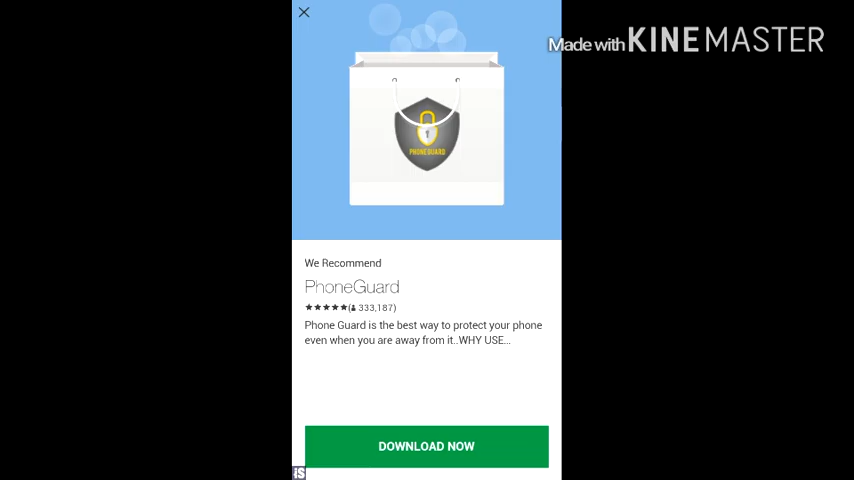 Made with KINEMASTER
PHONEGUARD
We Recommend
PhoneGuard
★★★★★( 333,187)
Phone Guard is the best way to protect your phone
even when you are away from it..WHY USE...
DOWNLOAD NOW
iS